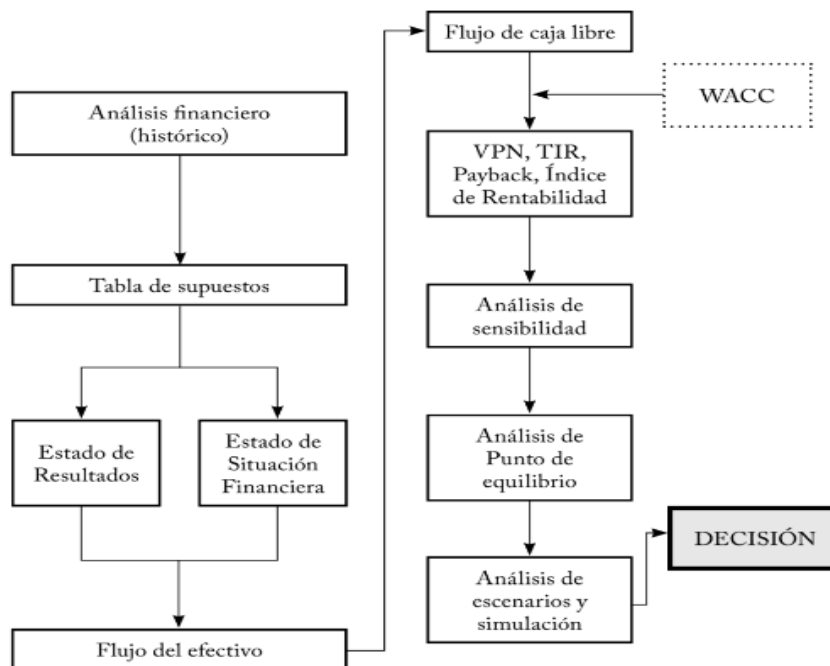 Análisis financiero
(histórico)
Tabla de supuestos
Estado de
Resultados
Estado de
Situación
Financiera
Flujo del efectivo
Flujo de caja libre
WACC
VPN, TIR,
Payback, Índice
de Rentabilidad
Análisis de
sensibilidad
Análisis de
Punto de
equilibrio
Análisis de
escenarios y
simulación
DECISIÓN